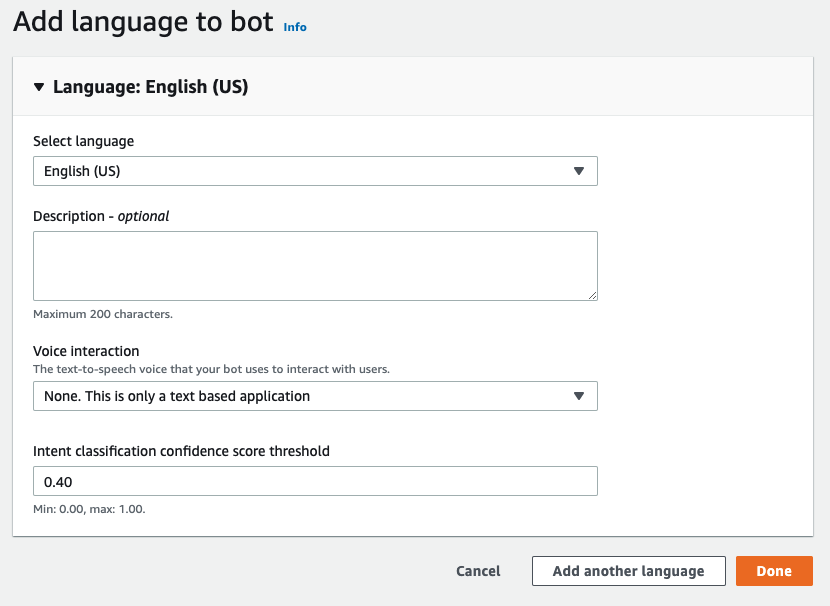 Add language to bot Info
Language: English (US)
Select language
English (US)
Description - optional
Maximum 200 characters.
Voice interaction
The text-to-speech voice that your bot uses to interact with users.
None. This is only a text based application
Intent classification confidence score threshold
0.40
Min: 0.00, max: 1.00.
Cancel Add another language Done